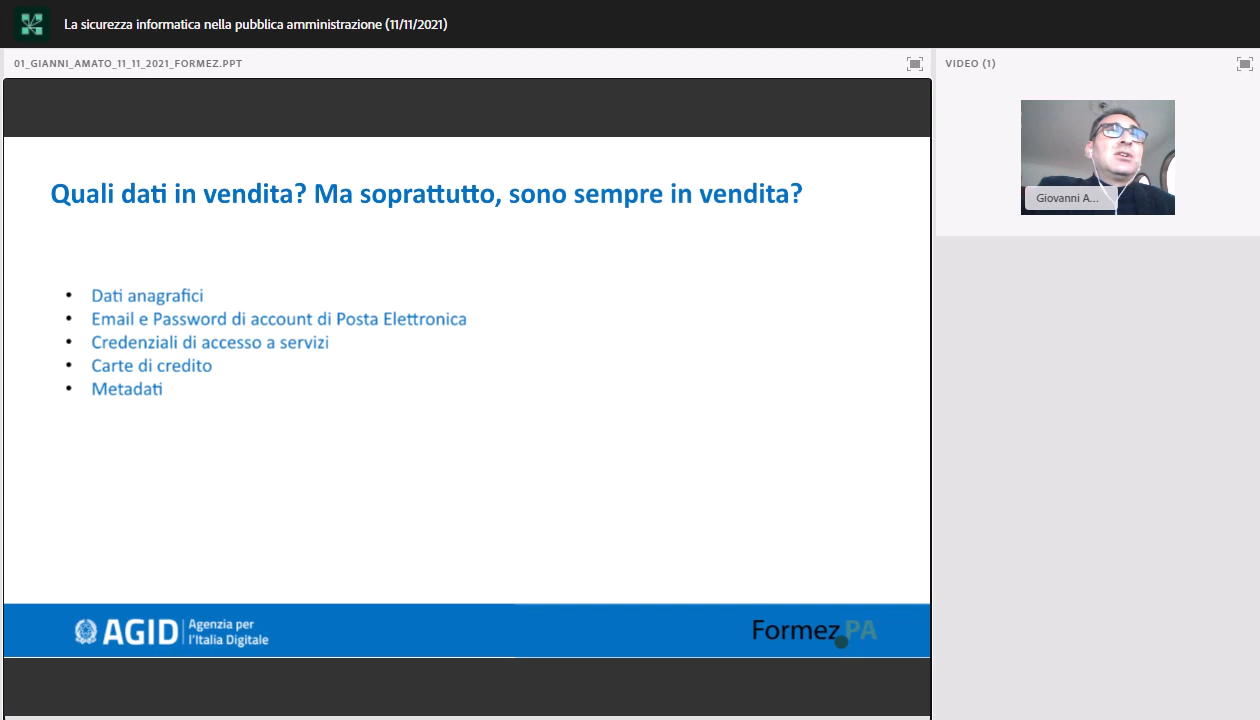 La sicurezza informatica nella pubblica amministrazione (11/11/2021)
01_GIANNI_AMATO_11_11_2021_FORMEZ.PPT
VIDEO (1)
Giovanni A...
Quali dati in vendita? Ma soprattutto, sono sempre in vendita?
• Dati anagrafici
• Email e Password di account di Posta Elettronica
• Credenziali di accesso a servizi
• Carte di credito
• Metadati
AGID Agenzia per
l'Italia Digitale
Formez PA